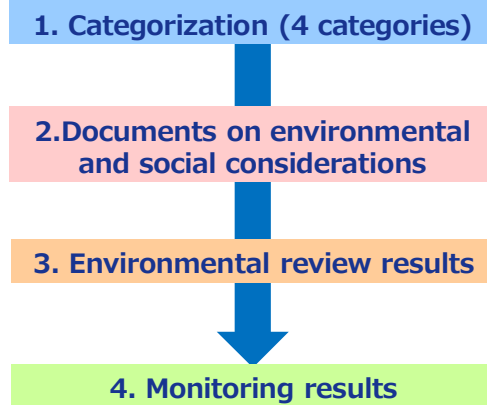 1. Categorization (4 categories)
2.Documents on environmental
and social considerations
3. Environmental review results
4. Monitoring results